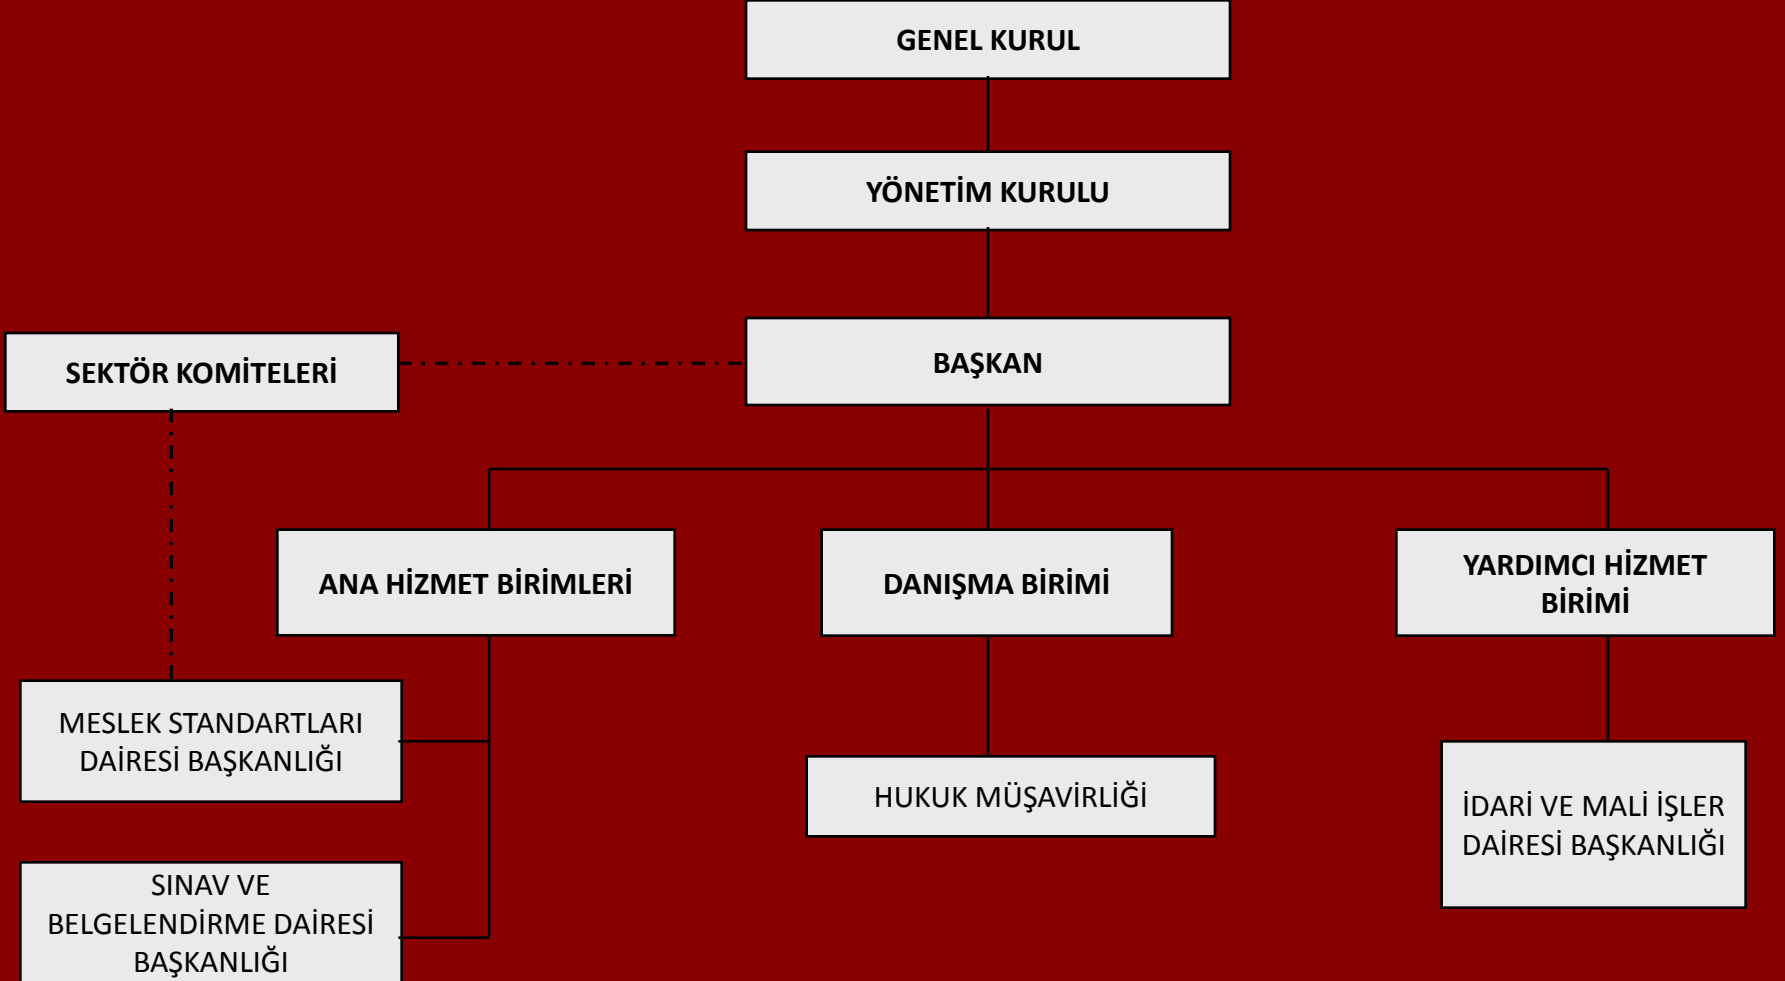 GENEL KURUL
YÖNETİM KURULU
BAŞKAN
SEKTÖR KOMİTELERİ
ANA HİZMET BİRİMLERİ
DANIŞMA BİRİMİ
YARDIMCI HİZMET
BİRİMİ
MESLEK STANDARTLARI
DAİRESİ BAŞKANLIĞI
HUKUK MÜŞAVİRLİĞİ
İDARİ VE MALİ İŞLER
DAİRESİ BAŞKANLIĞI
SINAV VE
BELGELENDİRME DAİRESİ
BAŞKANLIĞI